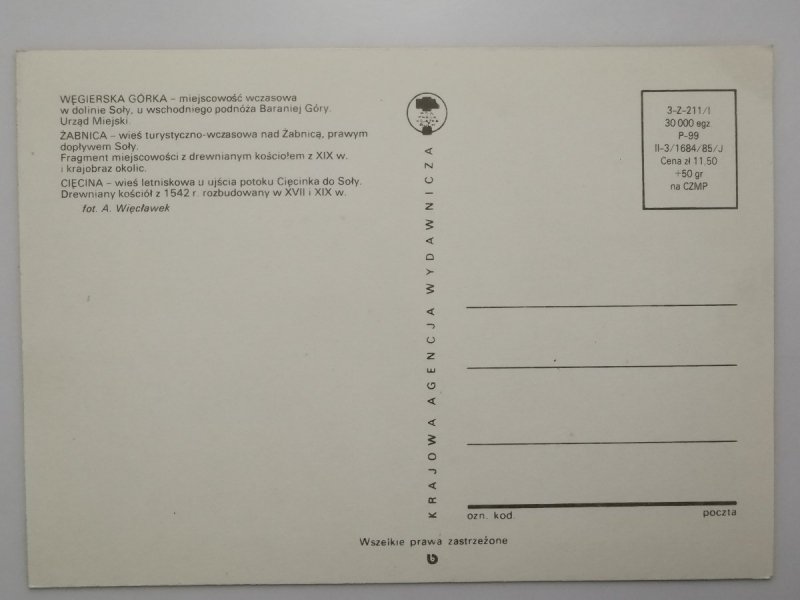 WĘGIERSKA GÓRKA – miejscowość wczasowa
w dolinie Soły, u wschodniego podnóża Baraniej Góry.
Urząd Miejski.
ŻABNICA – wieś turystyczno-wczasowa nad Żabnicą, prawym
dopływem Soły.
Fragment miejscowości z drewnianym kościołem z XIX w.
i krajobraz okolic.
CIĘCINA – wieś letniskowa u ujścia potoku Cięcinka do Soły.
Drewniany kościół z 1542 r. rozbudowany w XVII i XIX w.
fot. A. Więcławek
KRAJOWA AGENCJA WYDAWNICZA
3-Z-211/I
30 000 egz
P-99
II-3/1684/85/J
Cena zł 11.50
+50 gr
na CZMP
ozn. kod. poczta
Wszelkie prawa zastrzeżone